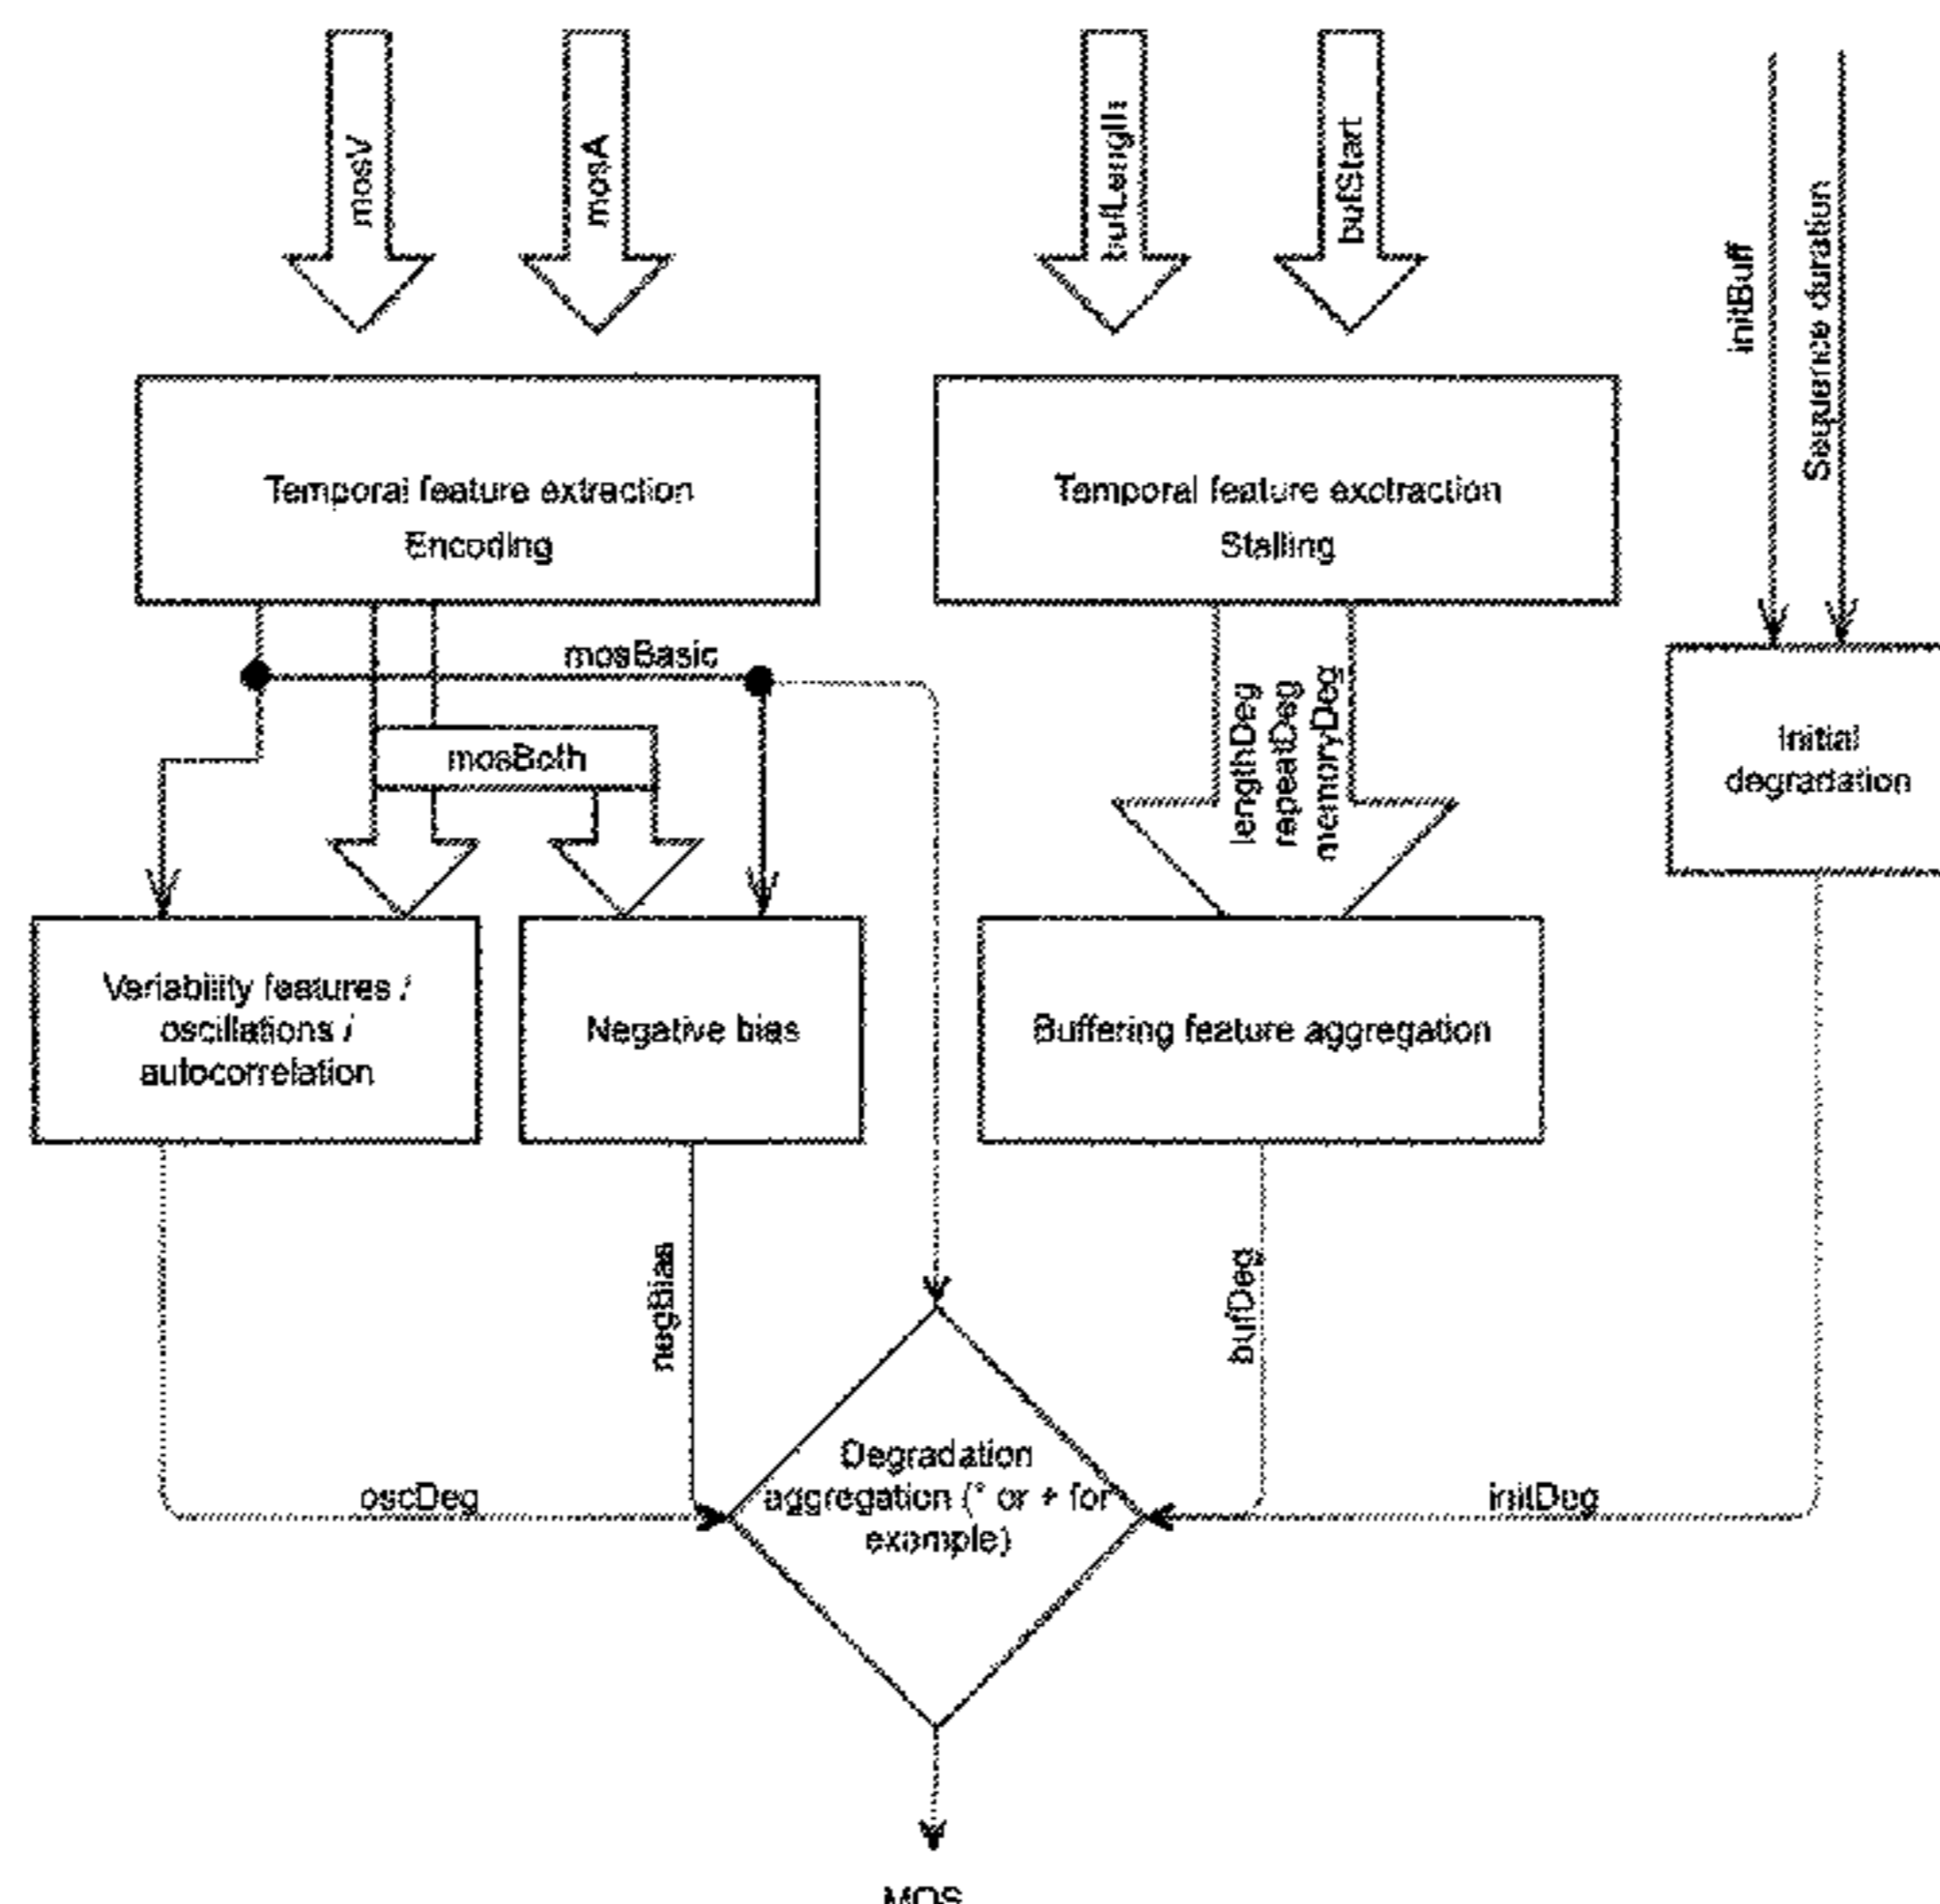 mosV
mosA
bufLength
bufStart
initBuff
Sequence duration
Temporal feature extraction
Encoding
Temporal feature exctraction
Stalling
mosBasic
mosBoth
lengthDeg
repeatDeg
memoryDeg
Initial
degradation
Variability features /
oscillations /
autocorrelation
Negative bias
Buffering feature aggregation
negBias
bufDeg
Degradation
aggregation (* or + for
example)
oscDeg
initDeg
MOS